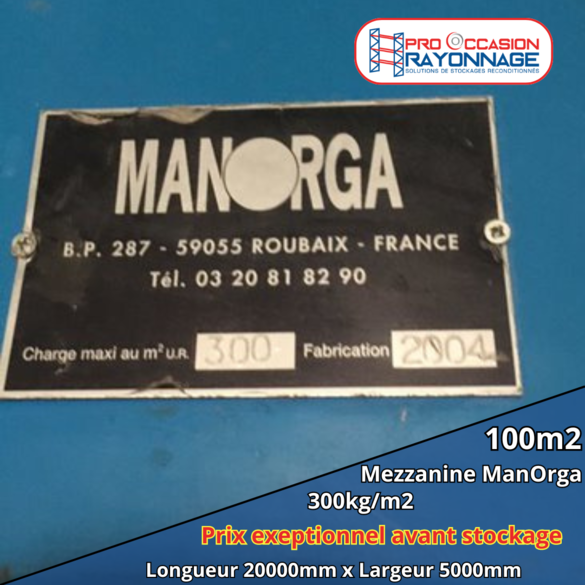 PRO OCCASION
RAYONNAGE
SOLUTIONS DE STOCKAGES RECONDITIONNÉS
MANORGA
B.P. 287 - 59055 ROUBAIX - FRANCE
Tél. 03 20 81 82 90
Charge maxi au m² U.R. 300 Fabrication 2004
100m2
Mezzanine ManOrga
300kg/m2
Prix exeptionnel avant stockage
Longueur 20000mm x Largeur 5000mm